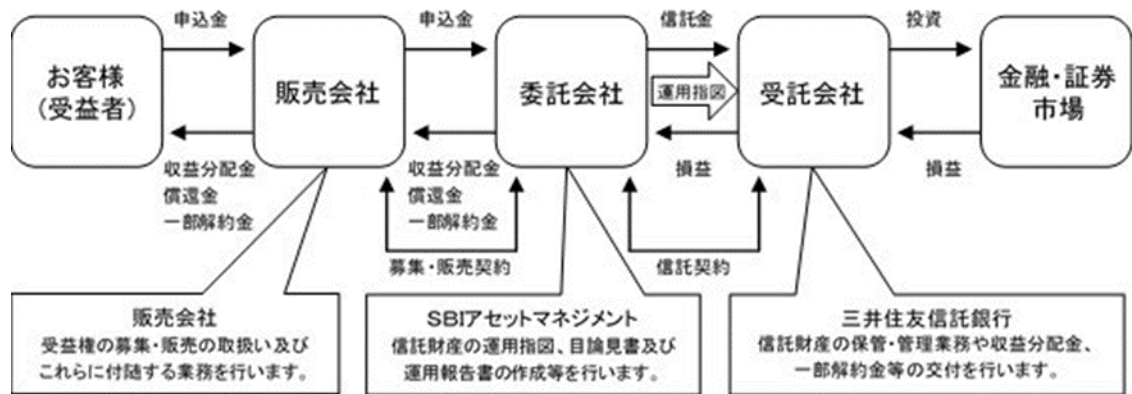 申込金
申込金
信託金
投資
お客様
(受益者)
販売会社
委託会社
運用指図
受託会社
金融・証券
市場
収益分配金
償還金
一部解約金
収益分配金
償還金
一部解約金
損益
損益
募集・販売契約
信託契約
販売会社
受益権の募集・販売の取扱い及び
これらに付随する業務を行います。
SBIアセットマネジメント
信託財産の運用指図、目論見書及び
運用報告書の作成等を行います。
三井住友信託銀行
信託財産の保管・管理業務や収益分配金、
一部解約金等の交付を行います。